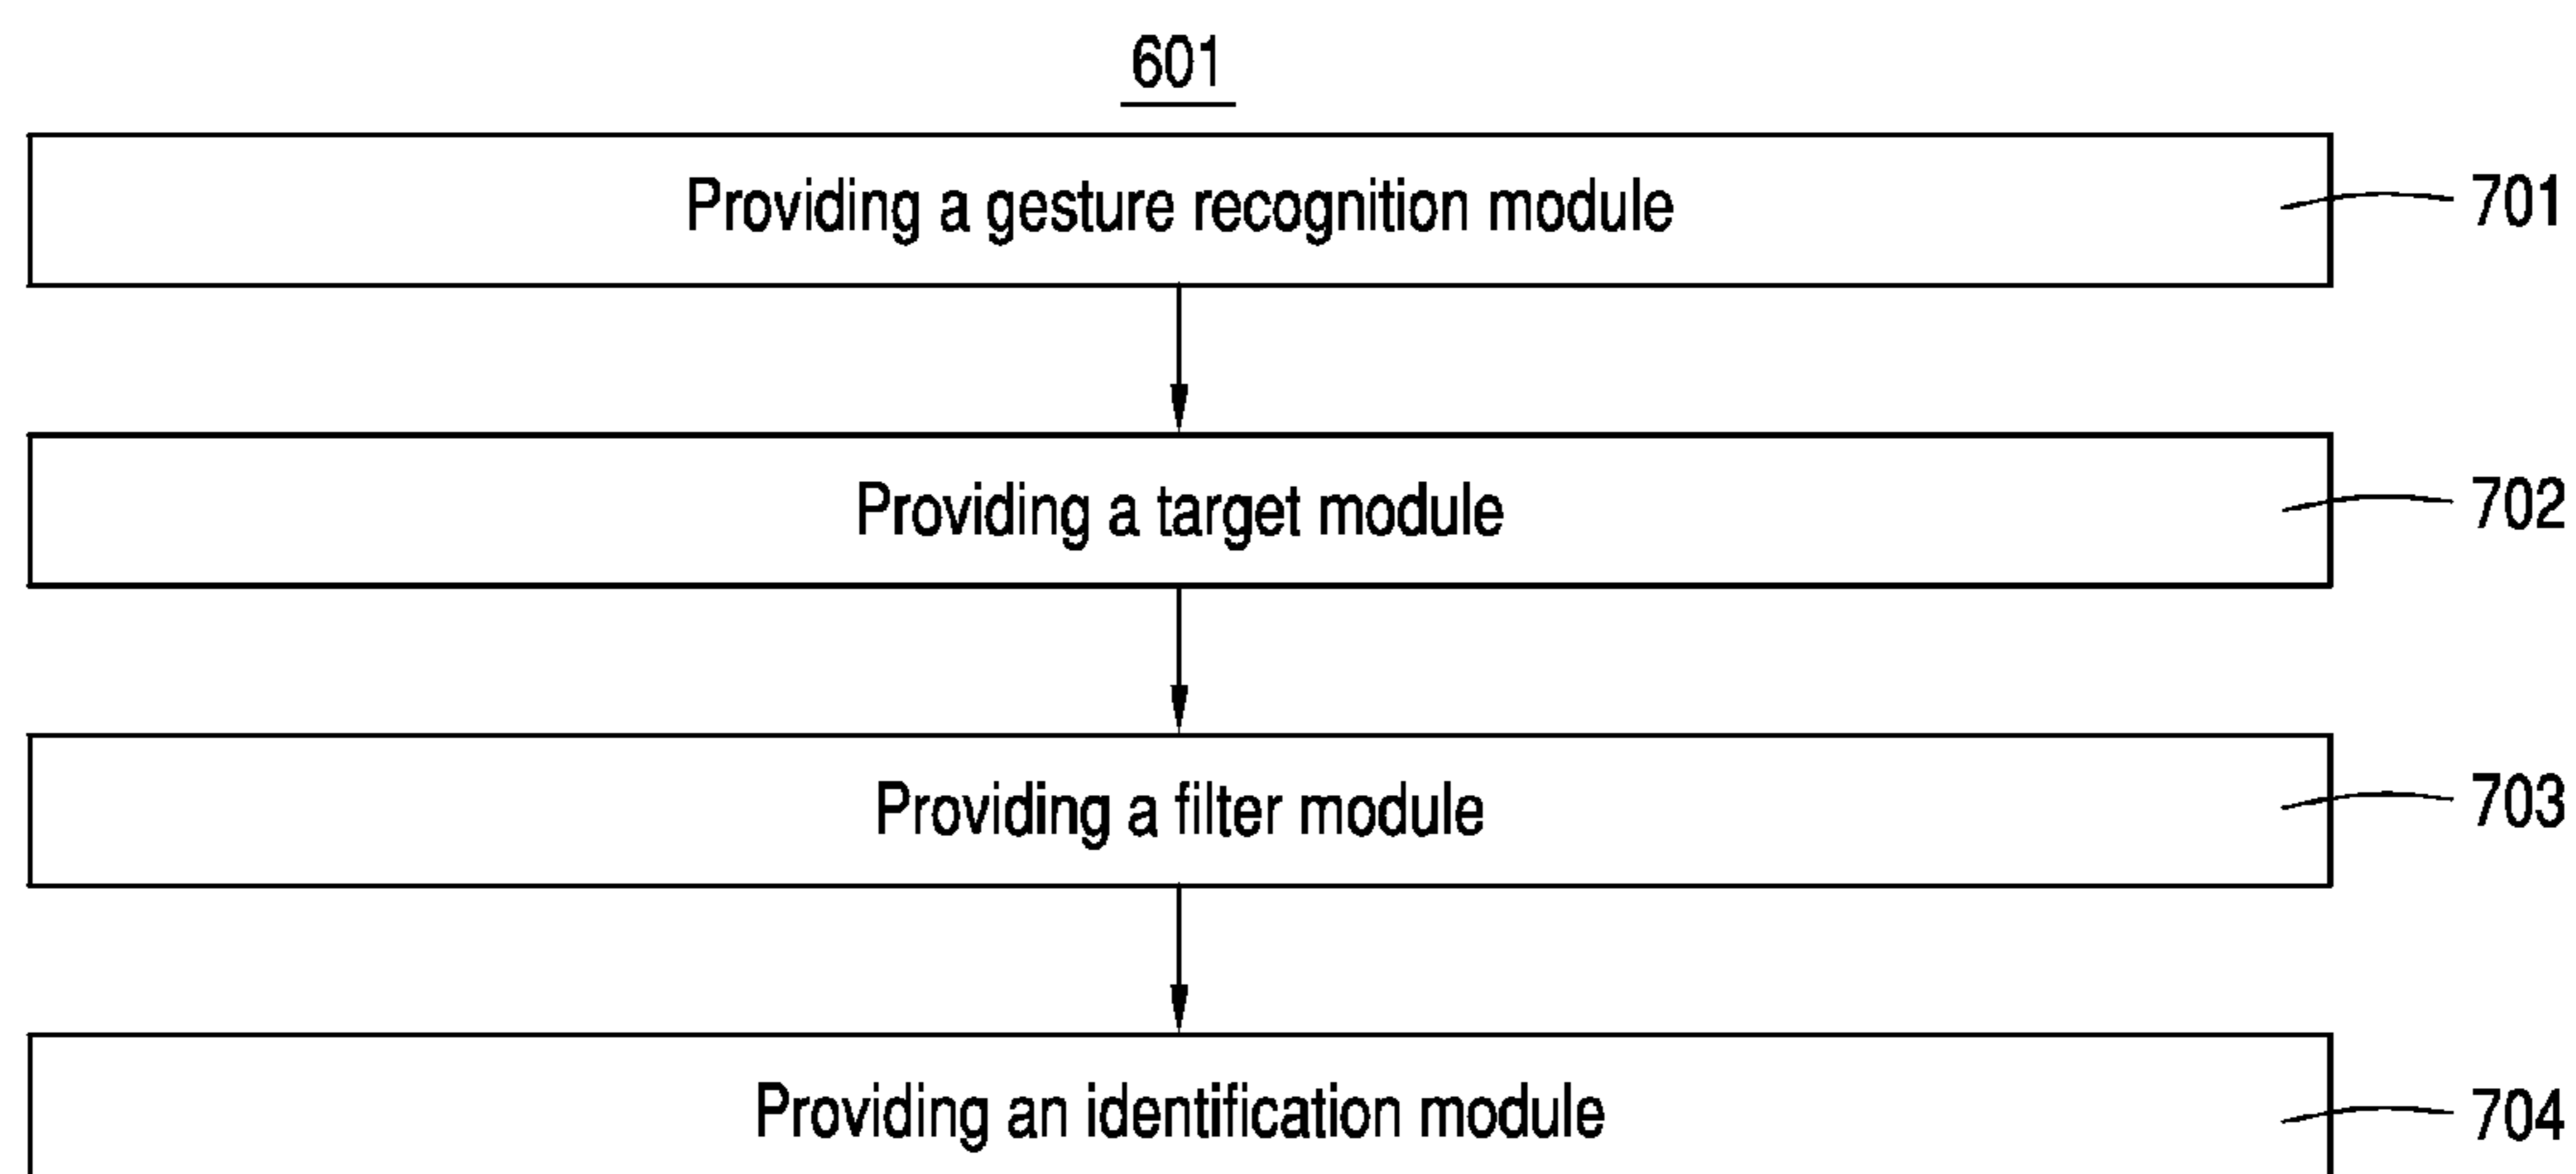 601
Providing a gesture recognition module 701
Providing a target module 702
Providing a filter module 703
Providing an identification module 704